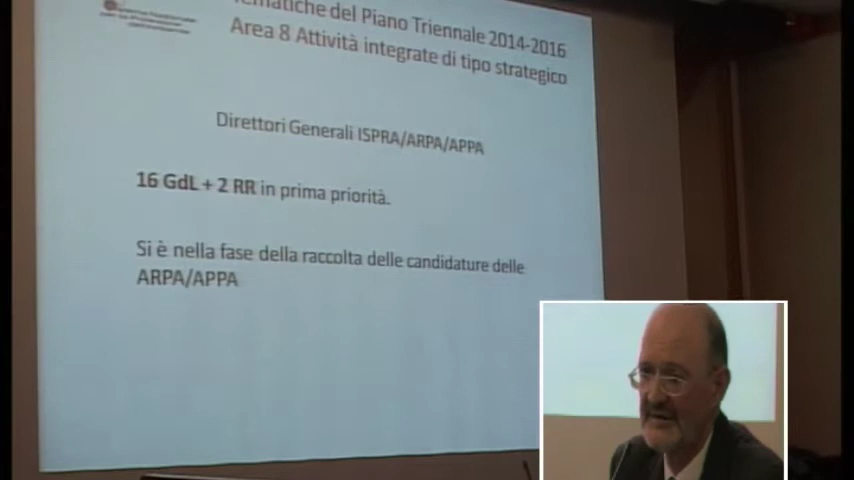 Tematiche del Piano Triennale 2014-2016
Area 8 Attività integrate di tipo strategico
Direttori Generali ISPRA/ARPA/APPA
16 GdL + 2 RR in prima priorità.
Si è nella fase della raccolta delle candidature delle
ARPA/APPA